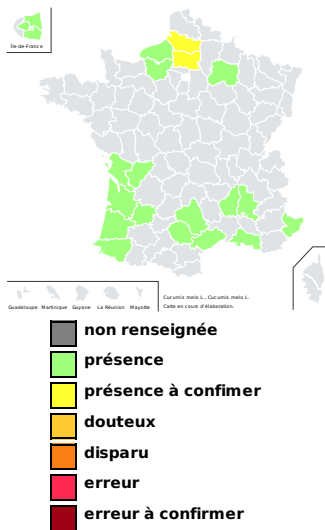 Île-de-France
Guadeloupe Martinique Guyane La Réunion Mayotte
Cucumis melo L., Cucumis melo L.
Carte en cours d'élaboration.
non renseignée
présence
présence à confimer
douteux
disparu
erreur
erreur à confirmer